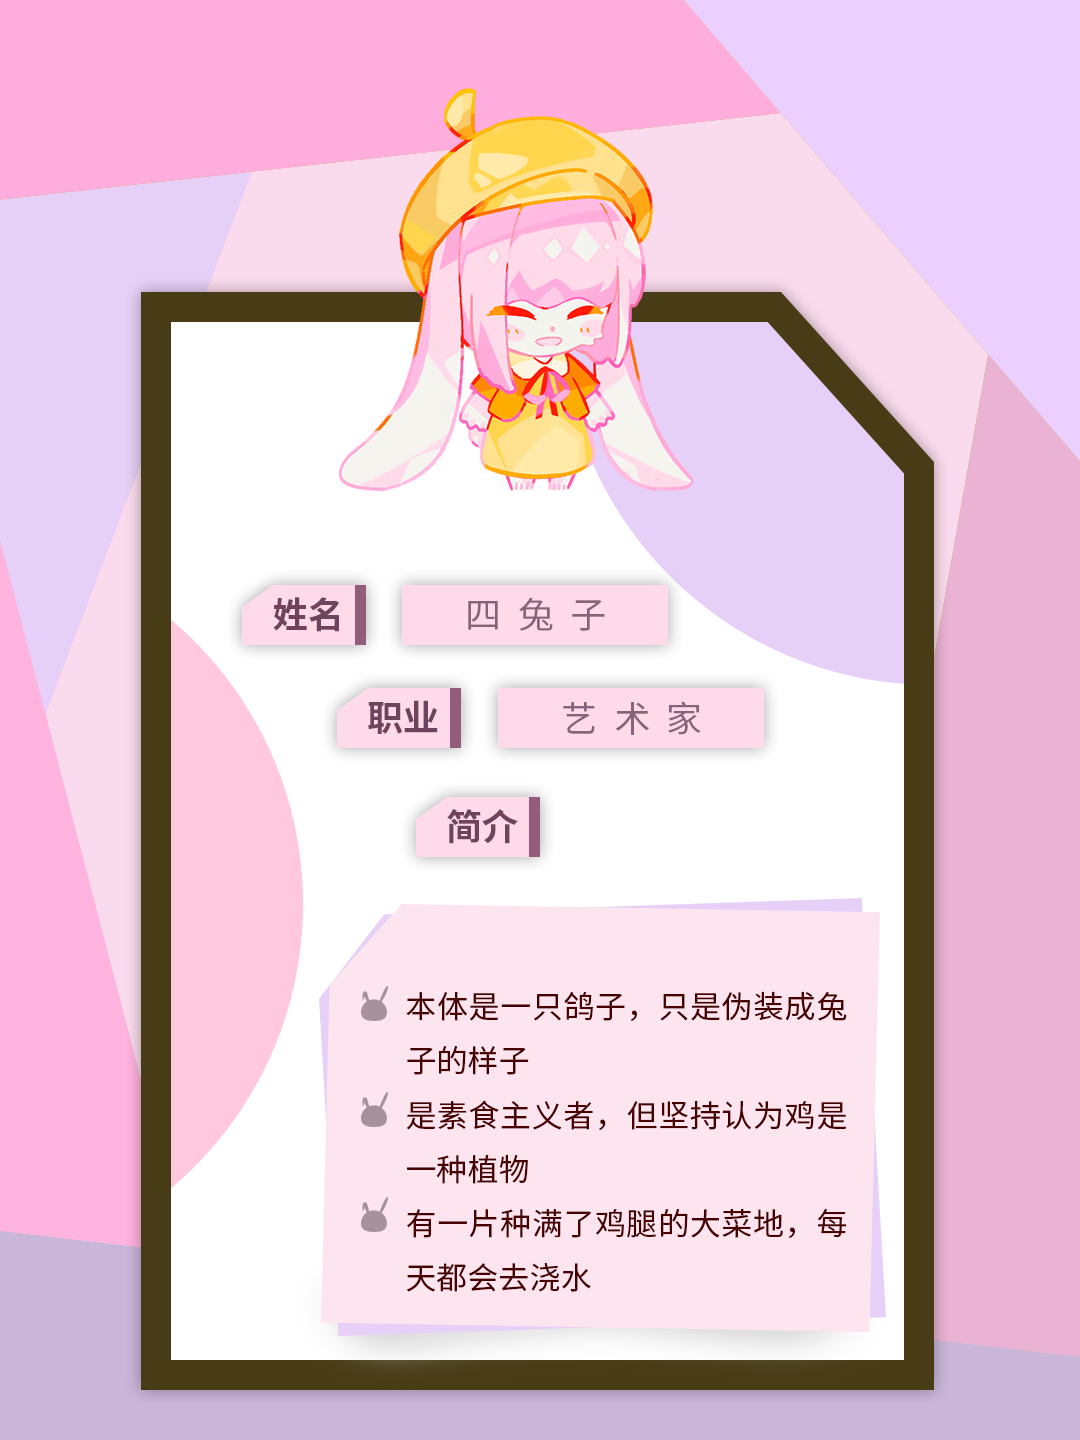 姓名 四兔子
职业 艺术家
简介
本体是一只鸽子，只是伪装成兔
子的样子
是素食主义者，但坚持认为鸡是
一种植物
有一片种满了鸡腿的大菜地，每
天都会去浇水